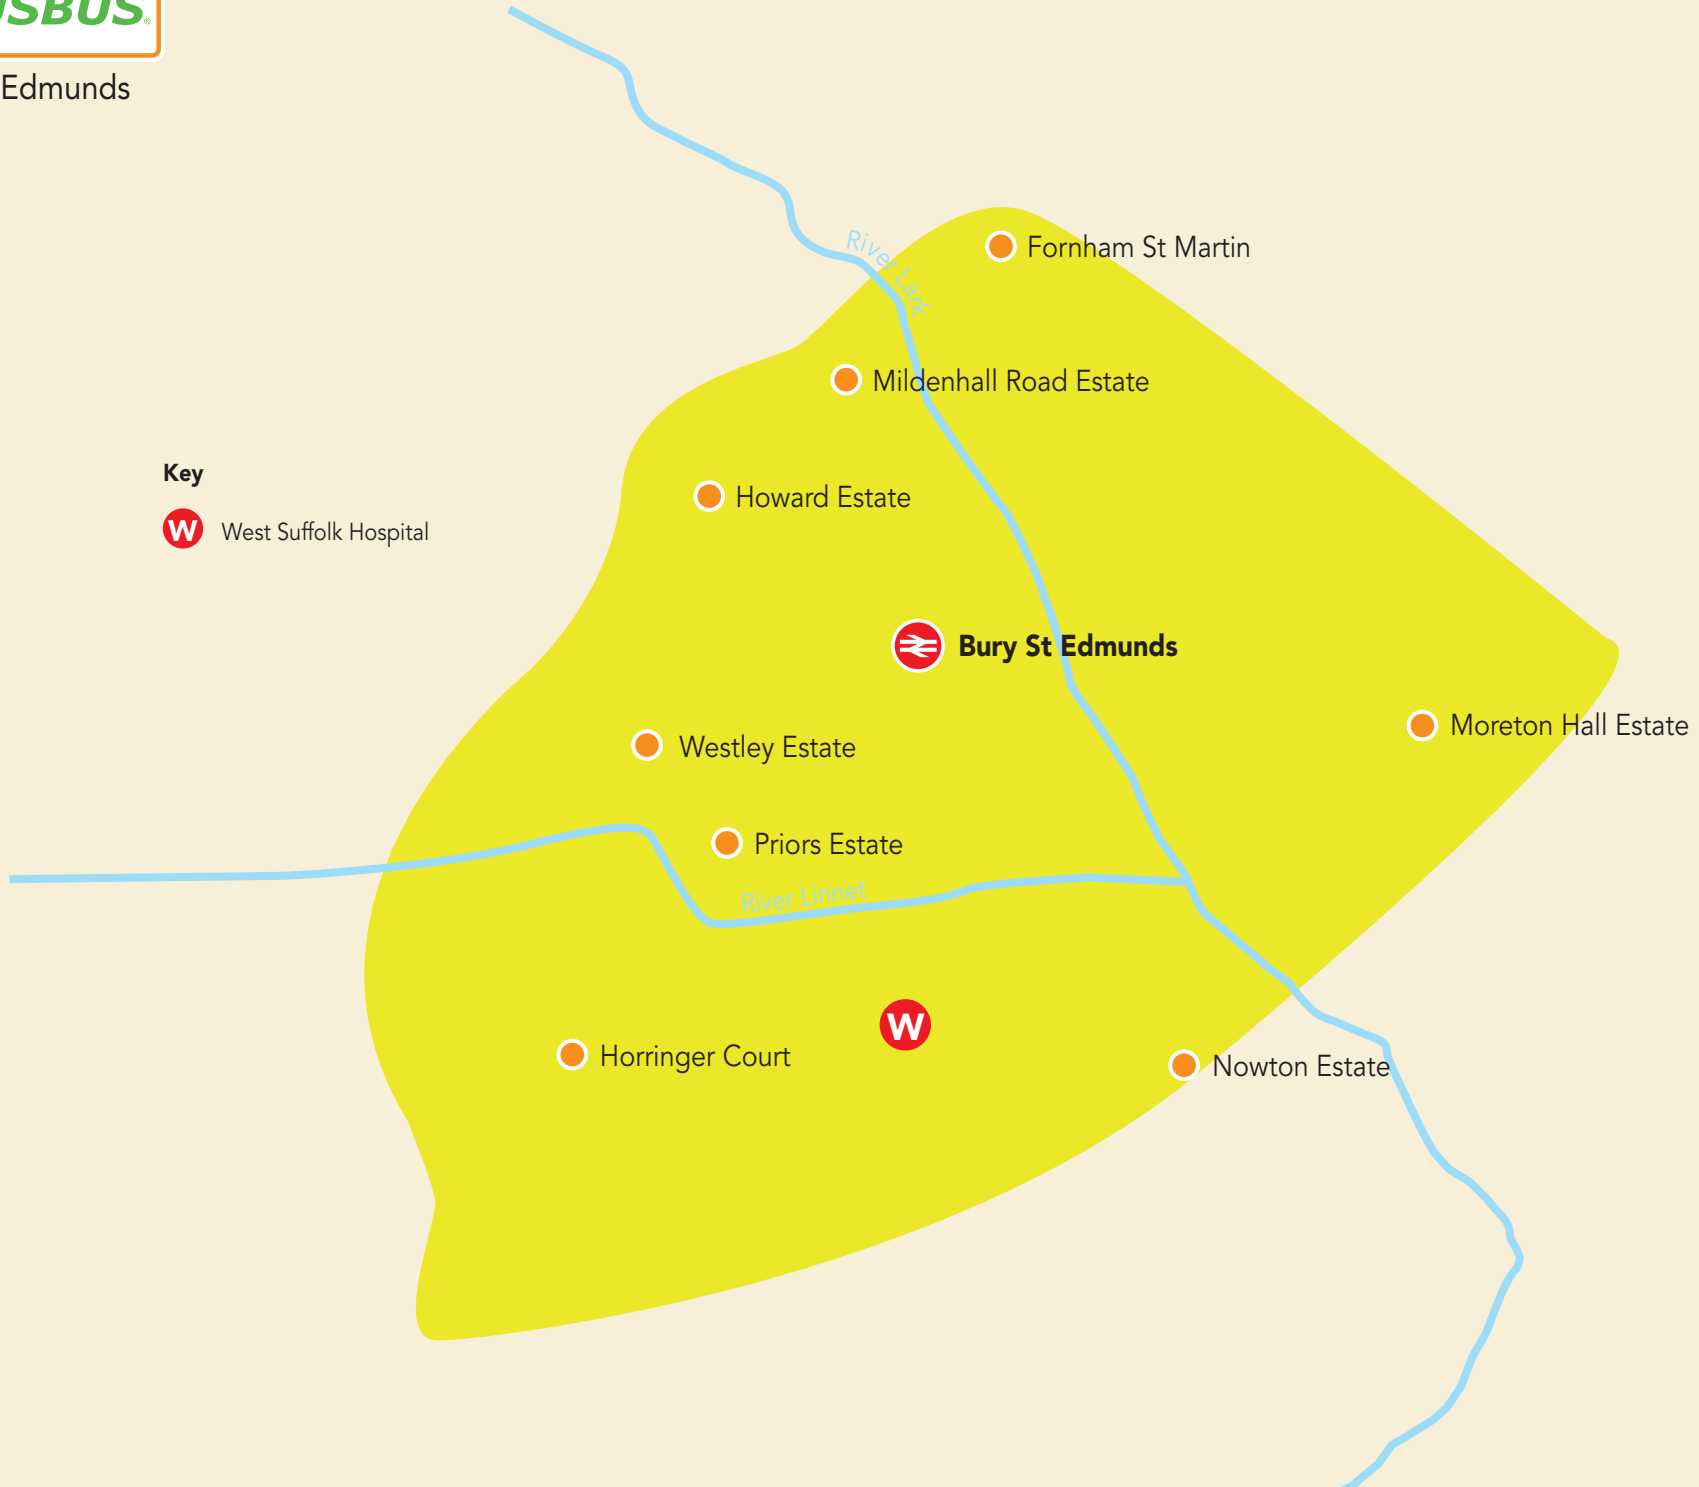 USBUS®
Edmunds
River Lark
Fornham St Martin
Mildenhall Road Estate
Key
Howard Estate
W West Suffolk Hospital
Bury St Edmunds
Moreton Hall Estate
Westley Estate
Priors Estate
River Linnet
W
Horringer Court
Nowton Estate